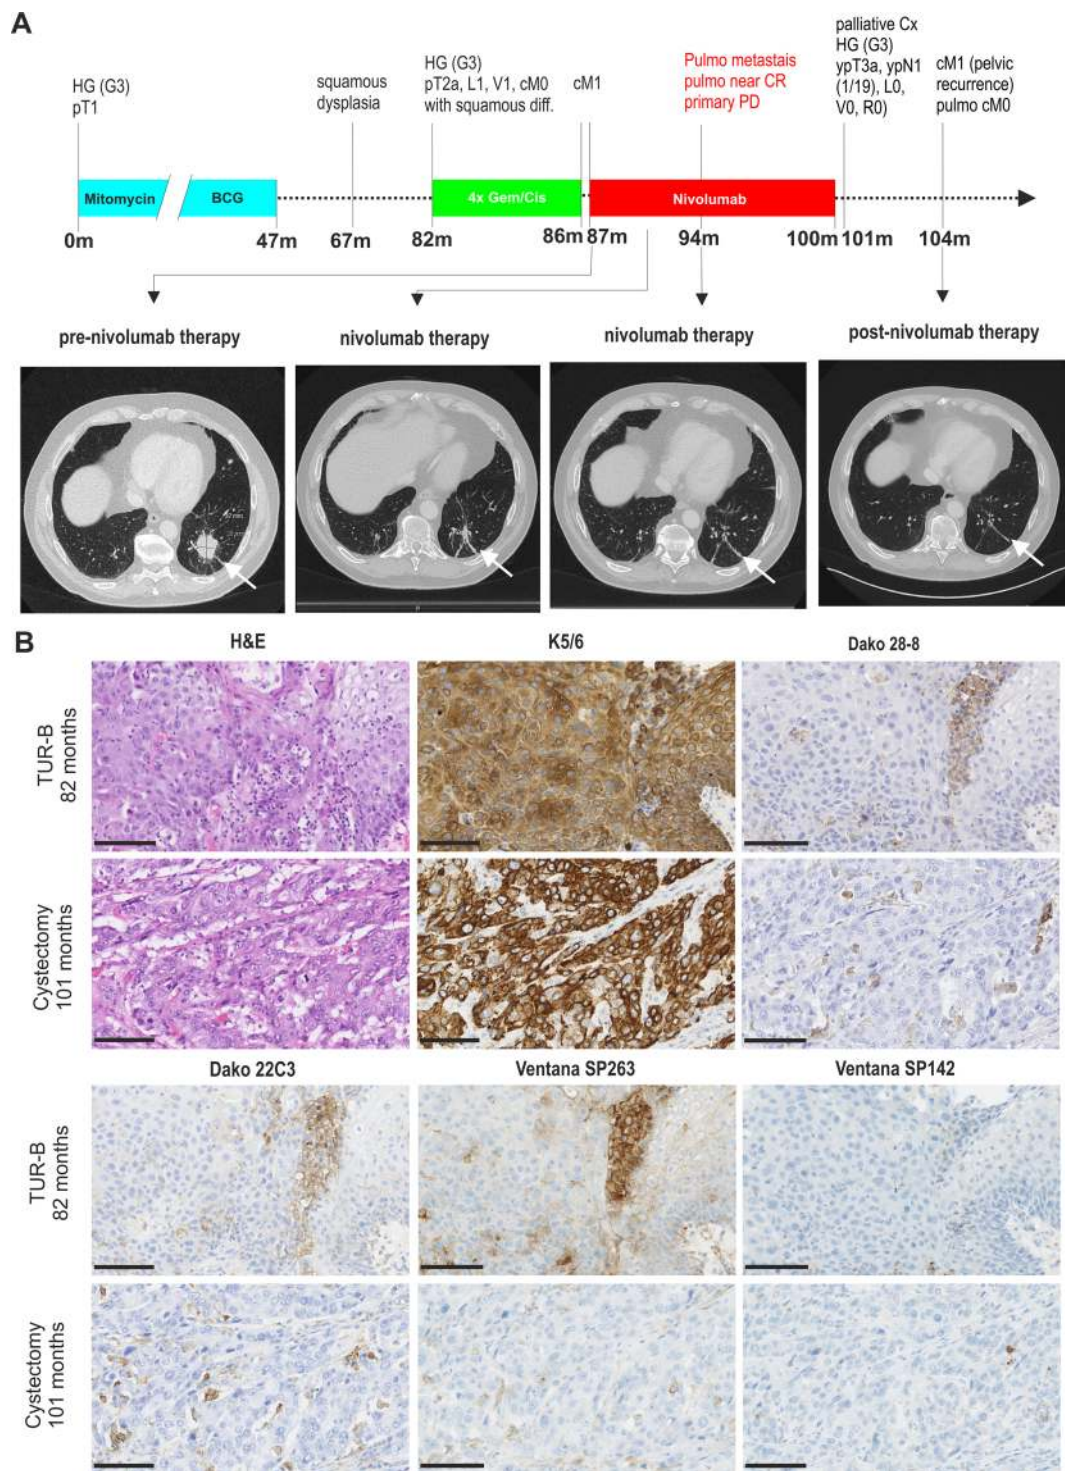 A
HG (G3)
pT1
squamous
dysplasia
HG (G3)
pT2a, L1, V1, cM0
with squamous diff.
cM1
Pulmo metastais
pulmo near CR
primary PD
palliative Cx
HG (G3)
ypT3a, ypN1
(1/19), L0,
V0, R0)
cM1 (pelvic
recurrence)
pulmo cM0
Mitomycin
BCG
4x Gem/Cis
Nivolumab
0m
47m
67m
82m
86m
87m
94m
100m
101m
104m
pre-nivolumab therapy
nivolumab therapy
nivolumab therapy
post-nivolumab therapy
B
H&E
K5/6
Dako 28-8
TUR-B
82 months
Cystectomy
101 months
Dako 22C3
Ventana SP263
Ventana SP142
TUR-B
82 months
Cystectomy
101 months